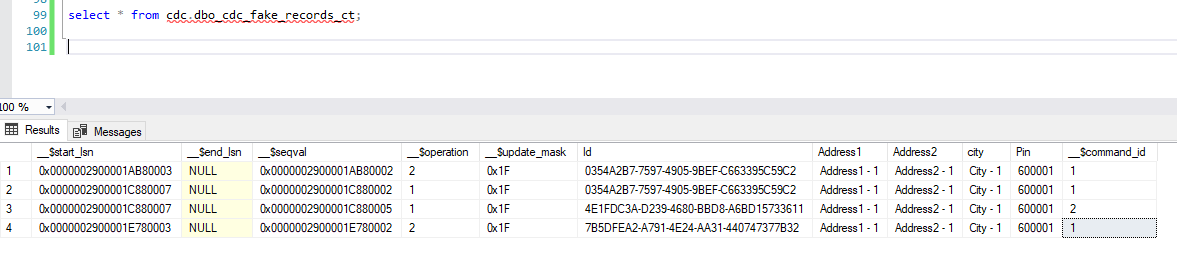 99 select * from cdc.dbo_cdc_fake_records_ct;
100
101
100 %
Results Messages
__$start_lsn __$end_lsn __$seqval __$operation __$update_mask Id Address1 Address2 city Pin __$command_id
1 0x0000002900001AB80003 NULL 0x0000002900001AB80002 2 0x1F 0354A2B7-7597-4905-9BEF-C663395C59C2 Address1 - 1 Address2 - 1 City - 1 600001 1
2 0x0000002900001C880007 NULL 0x0000002900001C880002 1 0x1F 0354A2B7-7597-4905-9BEF-C663395C59C2 Address1 - 1 Address2 - 1 City - 1 600001 1
3 0x0000002900001C880007 NULL 0x0000002900001C880005 1 0x1F 4E1FDC3A-D239-4680-BBD8-A6BD15733611 Address1 - 1 Address2 - 1 City - 1 600001 2
4 0x0000002900001E780003 NULL 0x0000002900001E780002 2 0x1F 7B5DFEA2-A791-4E24-AA31-440747377B32 Address1 - 1 Address2 - 1 City - 1 600001 1